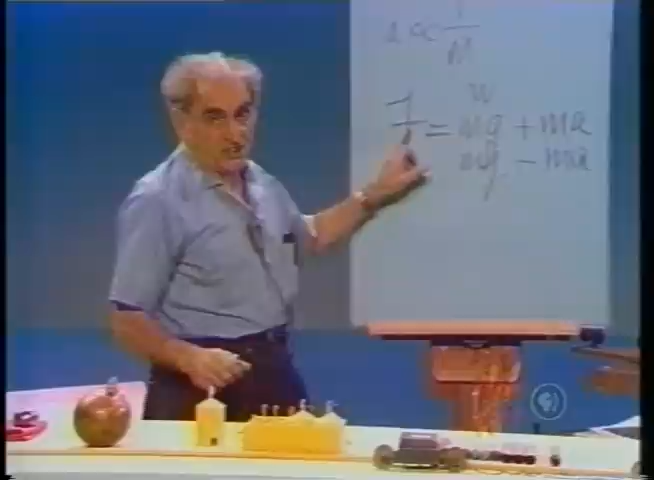 a ∝ 1/M
W
T = mg + ma
mg - ma